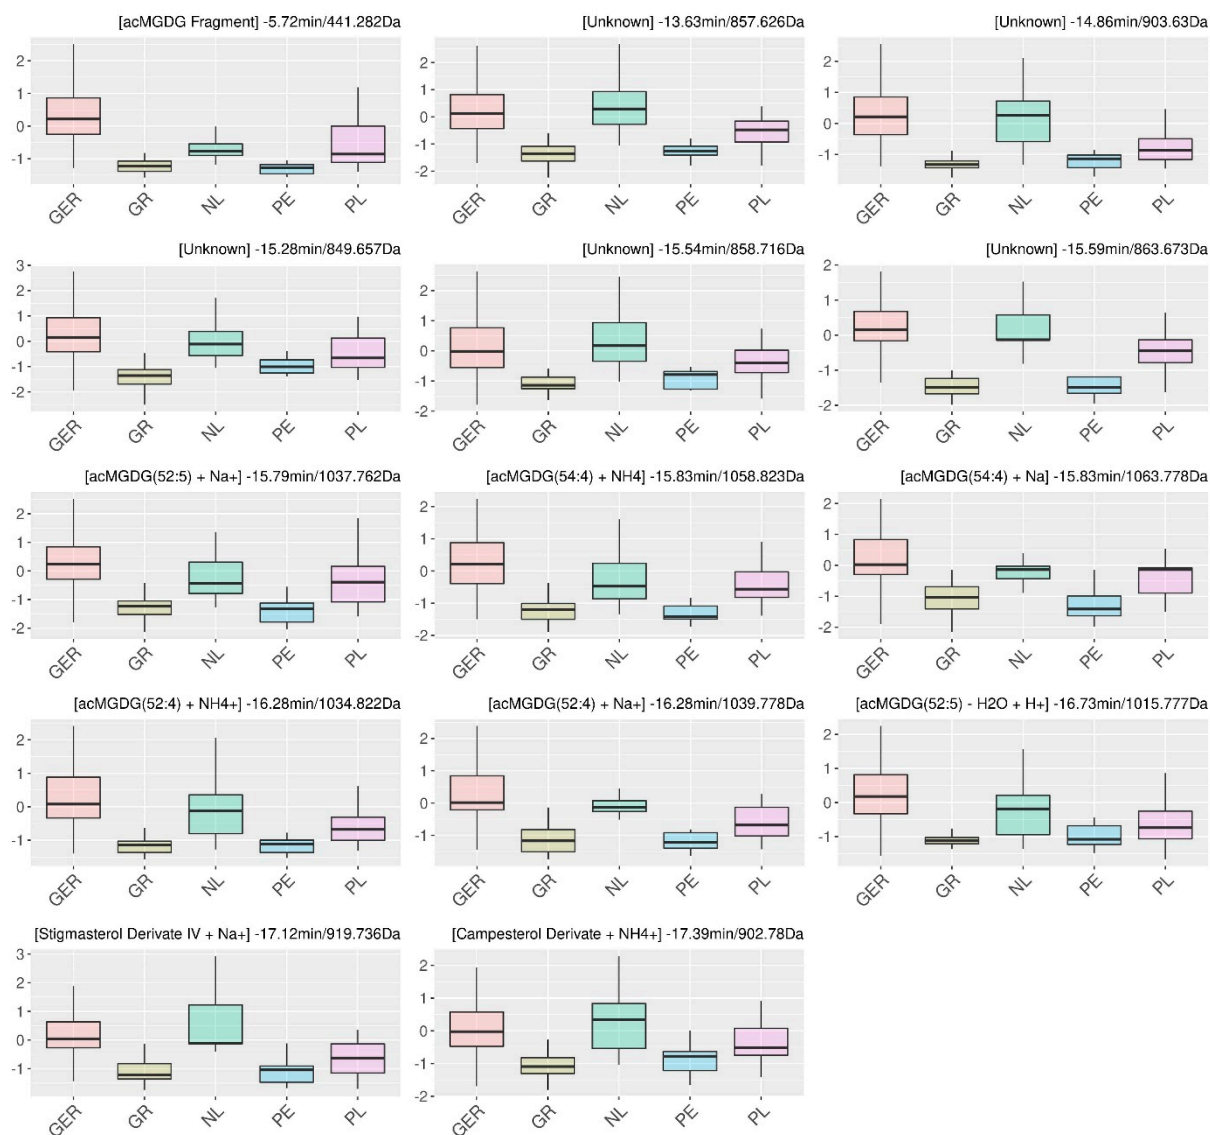 [acMGDG Fragment] -5.72min/441.282Da
2
1
0
-1
GER GR NL PE PL
[Unknown] -13.63min/857.626Da
2
1
0
-1
-2
GER GR NL PE PL
[Unknown] -14.86min/903.63Da
2
1
0
-1
GER GR NL PE PL
[Unknown] -15.28min/849.657Da
3
2
1
0
-1
-2
GER GR NL PE PL
[Unknown] -15.54min/858.716Da
2
1
0
-1
-2
GER GR NL PE PL
[Unknown] -15.59min/863.673Da
2
1
0
-1
-2
GER GR NL PE PL
[acMGDG(52:5) + Na+] -15.79min/1037.762Da
2
1
0
-1
-2
GER GR NL PE PL
[acMGDG(54:4) + NH4] -15.83min/1058.823Da
2
1
0
-1
-2
GER GR NL PE PL
[acMGDG(54:4) + Na] -15.83min/1063.778Da
2
1
0
-1
-2
GER GR NL PE PL
[acMGDG(52:4) + NH4+] -16.28min/1034.822Da
2
1
0
-1
GER GR NL PE PL
[acMGDG(52:4) + Na+] -16.28min/1039.778Da
2
1
0
-1
GER GR NL PE PL
[acMGDG(52:5) - H2O + H+] -16.73min/1015.777Da
2
1
0
-1
GER GR NL PE PL
[Stigmasterol Derivate IV + Na+] -17.12min/919.736Da
3
2
1
0
-1
GER GR NL PE PL
[Campesterol Derivate + NH4+] -17.39min/902.78Da
2
1
0
-1
-2
GER GR NL PE PL